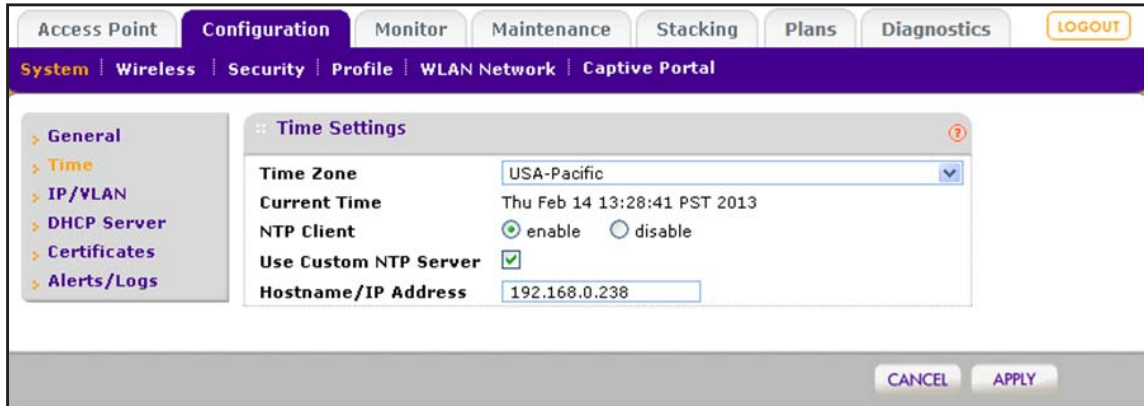 Access Point Configuration Monitor Maintenance Stacking Plans Diagnostics LOGOUT
System Wireless Security Profile WLAN Network Captive Portal
General
Time
IP/VLAN
DHCP Server
Certificates
Alerts/Logs
Time Settings ?
Time Zone USA-Pacific
Current Time Thu Feb 14 13:28:41 PST 2013
NTP Client enable disable
Use Custom NTP Server
Hostname/IP Address 192.168.0.238
CANCEL APPLY